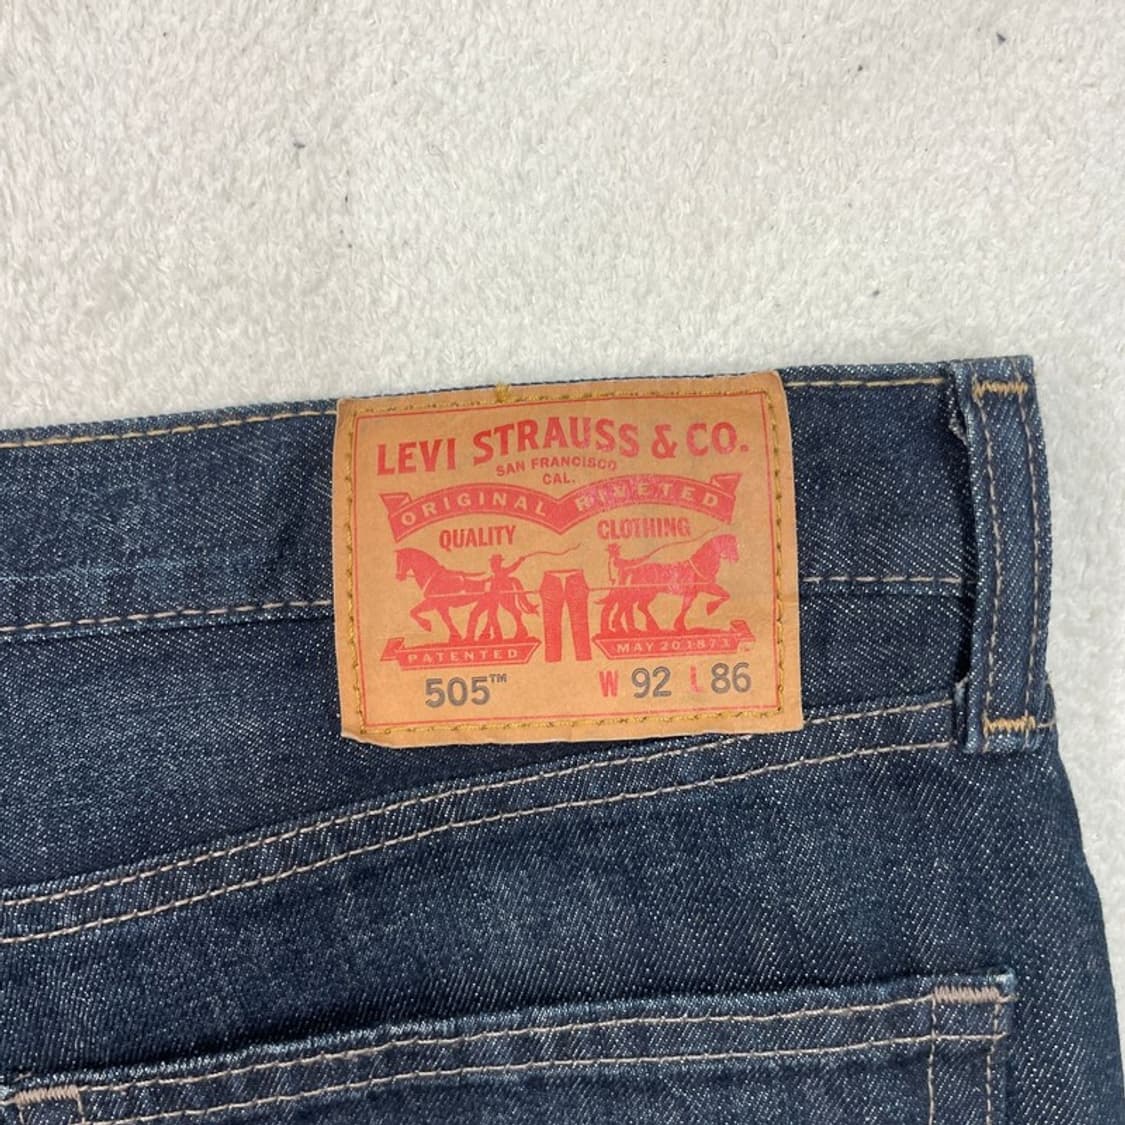 LEVI STRAUSS & CO.
SAN FRANCISCO
CAL.
ORIGINAL RIVETED
QUALITY CLOTHING
PATENTED MAY 20 1873
505™ W 92 L 86